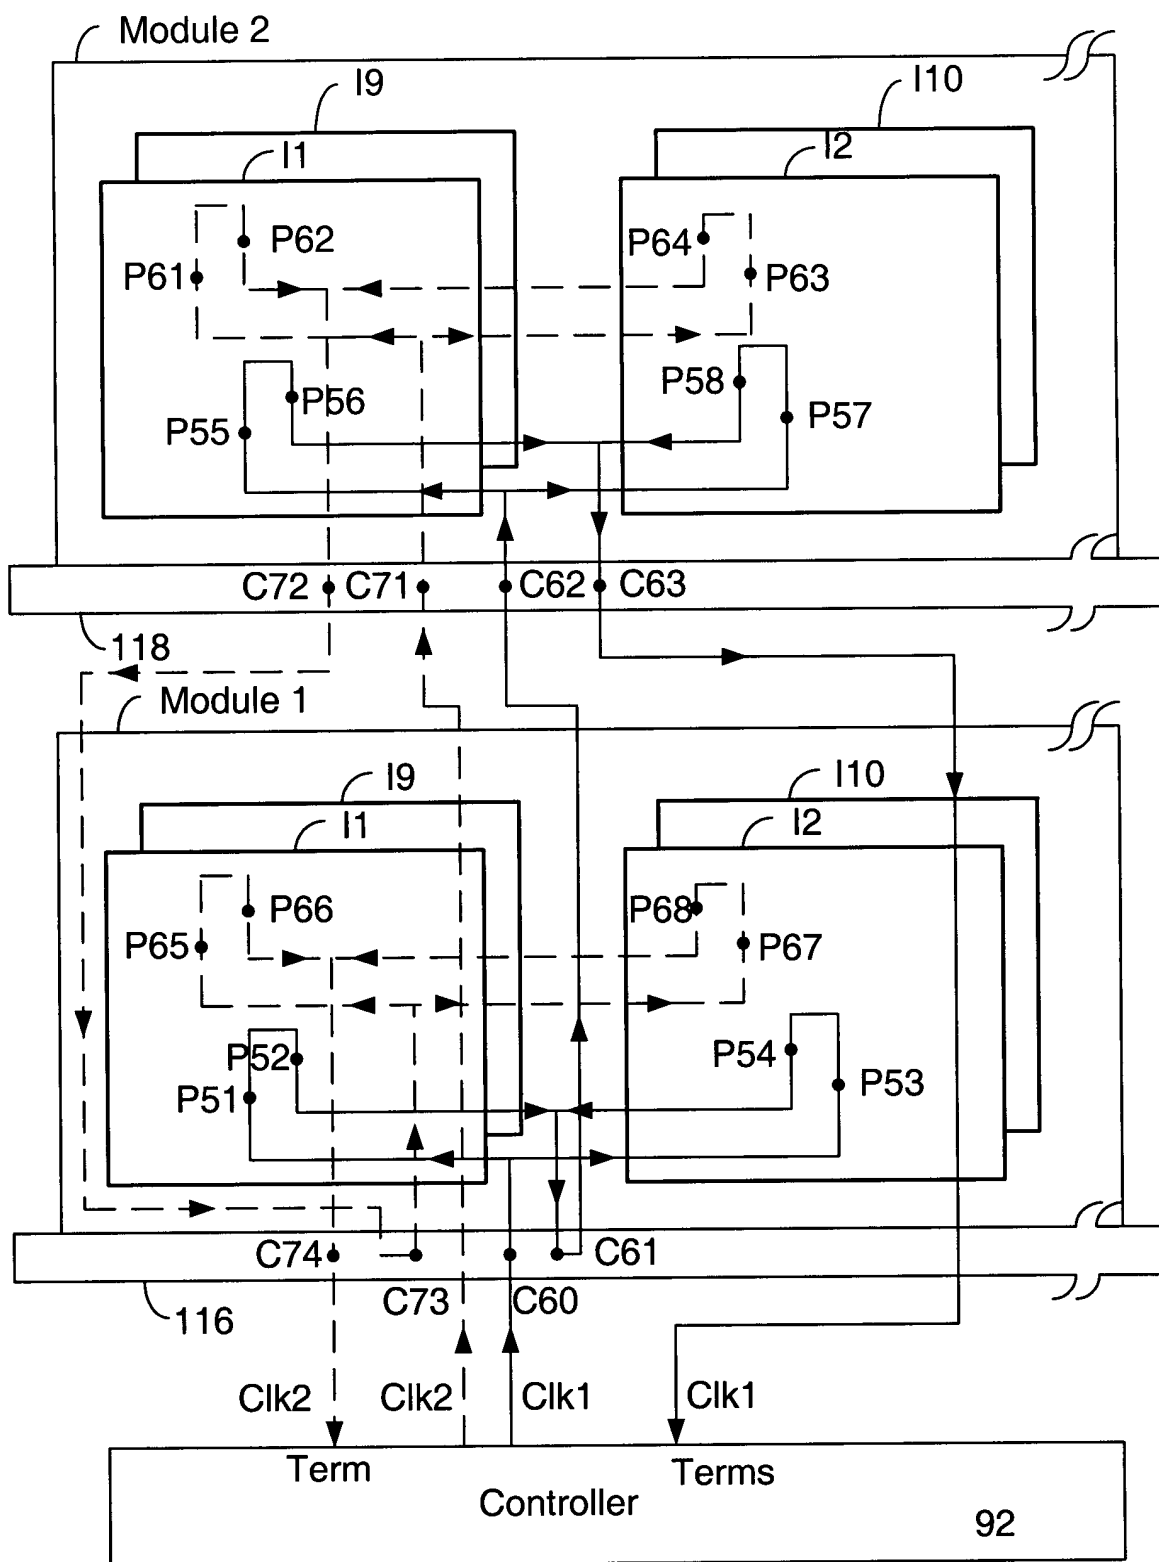 Module 2
I9
I10
I1
I2
P62
P64
P61
P63
P56
P58
P55
P57
C72
C71
C62
C63
118
Module 1
I9
I10
I1
I2
P66
P68
P65
P67
P52
P54
P51
P53
C74
C61
C73
C60
116
Clk2
Clk2
Clk1
Clk1
Term
Terms
Controller
92